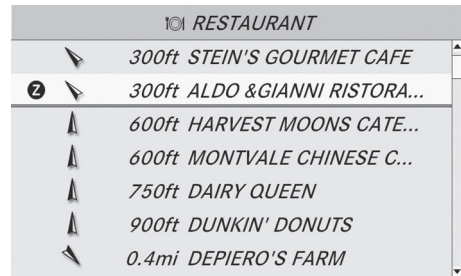 RESTAURANT
300ft STEIN'S GOURMET CAFE
Z 300ft ALDO &GIANNI RISTORA...
600ft HARVEST MOONS CATE...
600ft MONTVALE CHINESE C...
750ft DAIRY QUEEN
900ft DUNKIN' DONUTS
0.4mi DEPIERO'S FARM